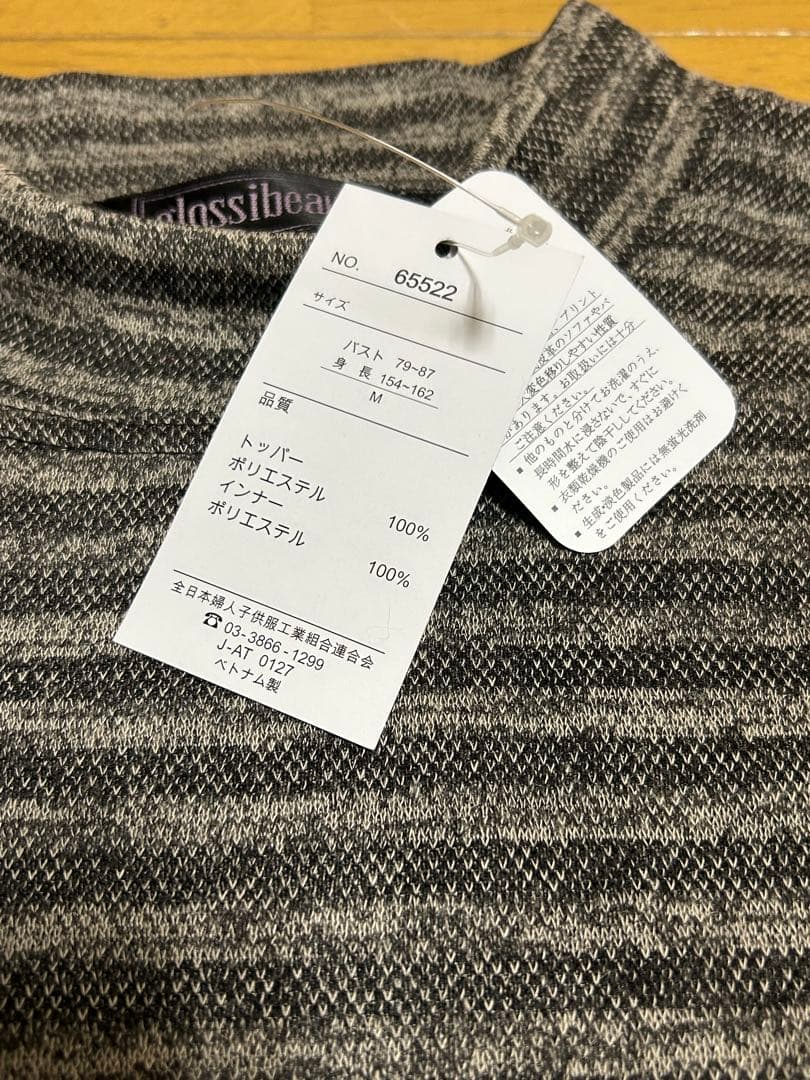 glossibeau
NO. 65522
サイズ
バスト 79~87
身 長 154~162
M
品質
トッパー
ポリエステル 100%
インナー
ポリエステル 100%
全日本婦人子供服工業組合連合会
☎ 03-3866-1299
J-AT 0127
ベトナム製
プリント
皮革のソファやバ
変色移りしやすい性質
があります。お取扱いには十分
ご注意ください。
▪ 他のものと分けてお洗濯のうえ、
長時間水に浸さないで、すぐに
形を整えて陰干ししてください。
▪ 衣類乾燥機のご使用はお避けく
ださい。
▪ 生成・淡色製品には無蛍光洗剤
をご使用ください。